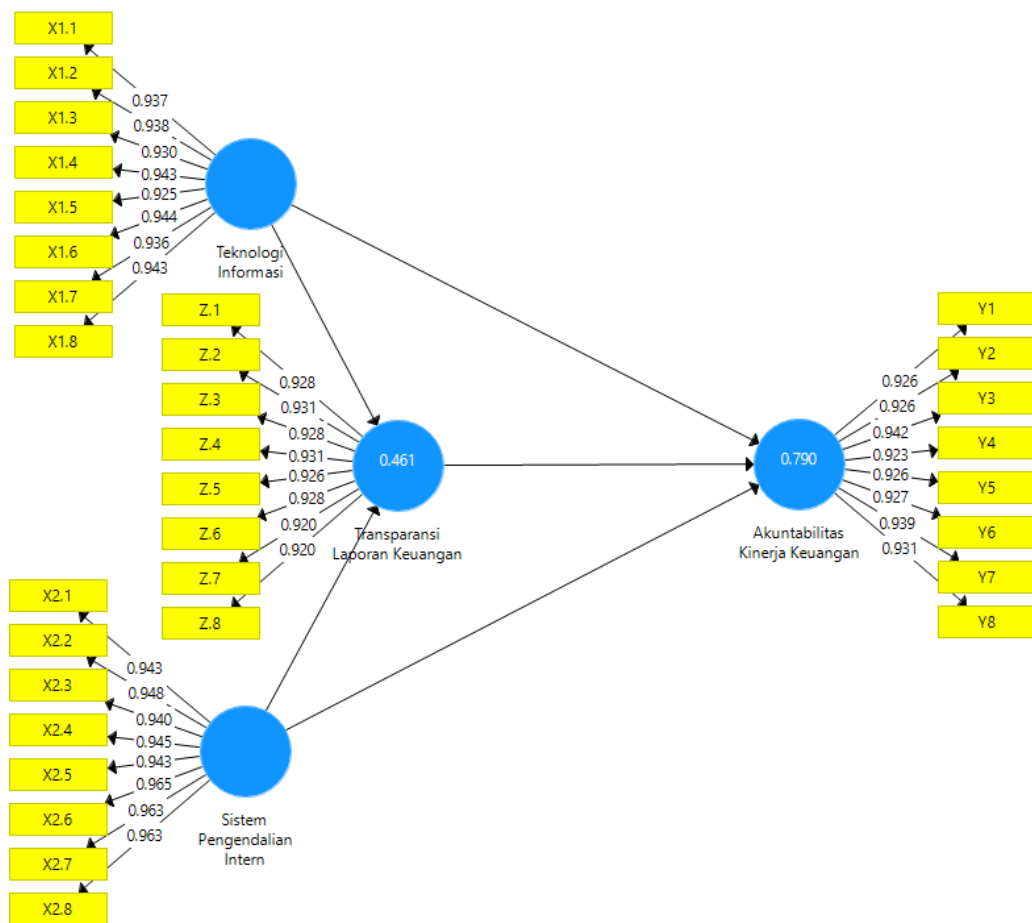 X1.1
X1.2
X1.3
X1.4
X1.5
X1.6
X1.7
X1.8
0.937
0.938
0.930
0.943
0.925
0.944
0.936
0.943
Teknologi
Informasi
Z.1
Z.2
Z.3
Z.4
Z.5
Z.6
Z.7
Z.8
0.928
0.931
0.928
0.931
0.926
0.928
0.920
0.920
0.461
Transparansi
Laporan Keuangan
X2.1
X2.2
X2.3
X2.4
X2.5
X2.6
X2.7
X2.8
0.943
0.948
0.940
0.945
0.943
0.965
0.963
0.963
Sistem
Pengendalian
Intern
0.790
Akuntabilitas
Kinerja Keuangan
0.926
0.926
0.942
0.923
0.926
0.927
0.939
0.931
Y1
Y2
Y3
Y4
Y5
Y6
Y7
Y8